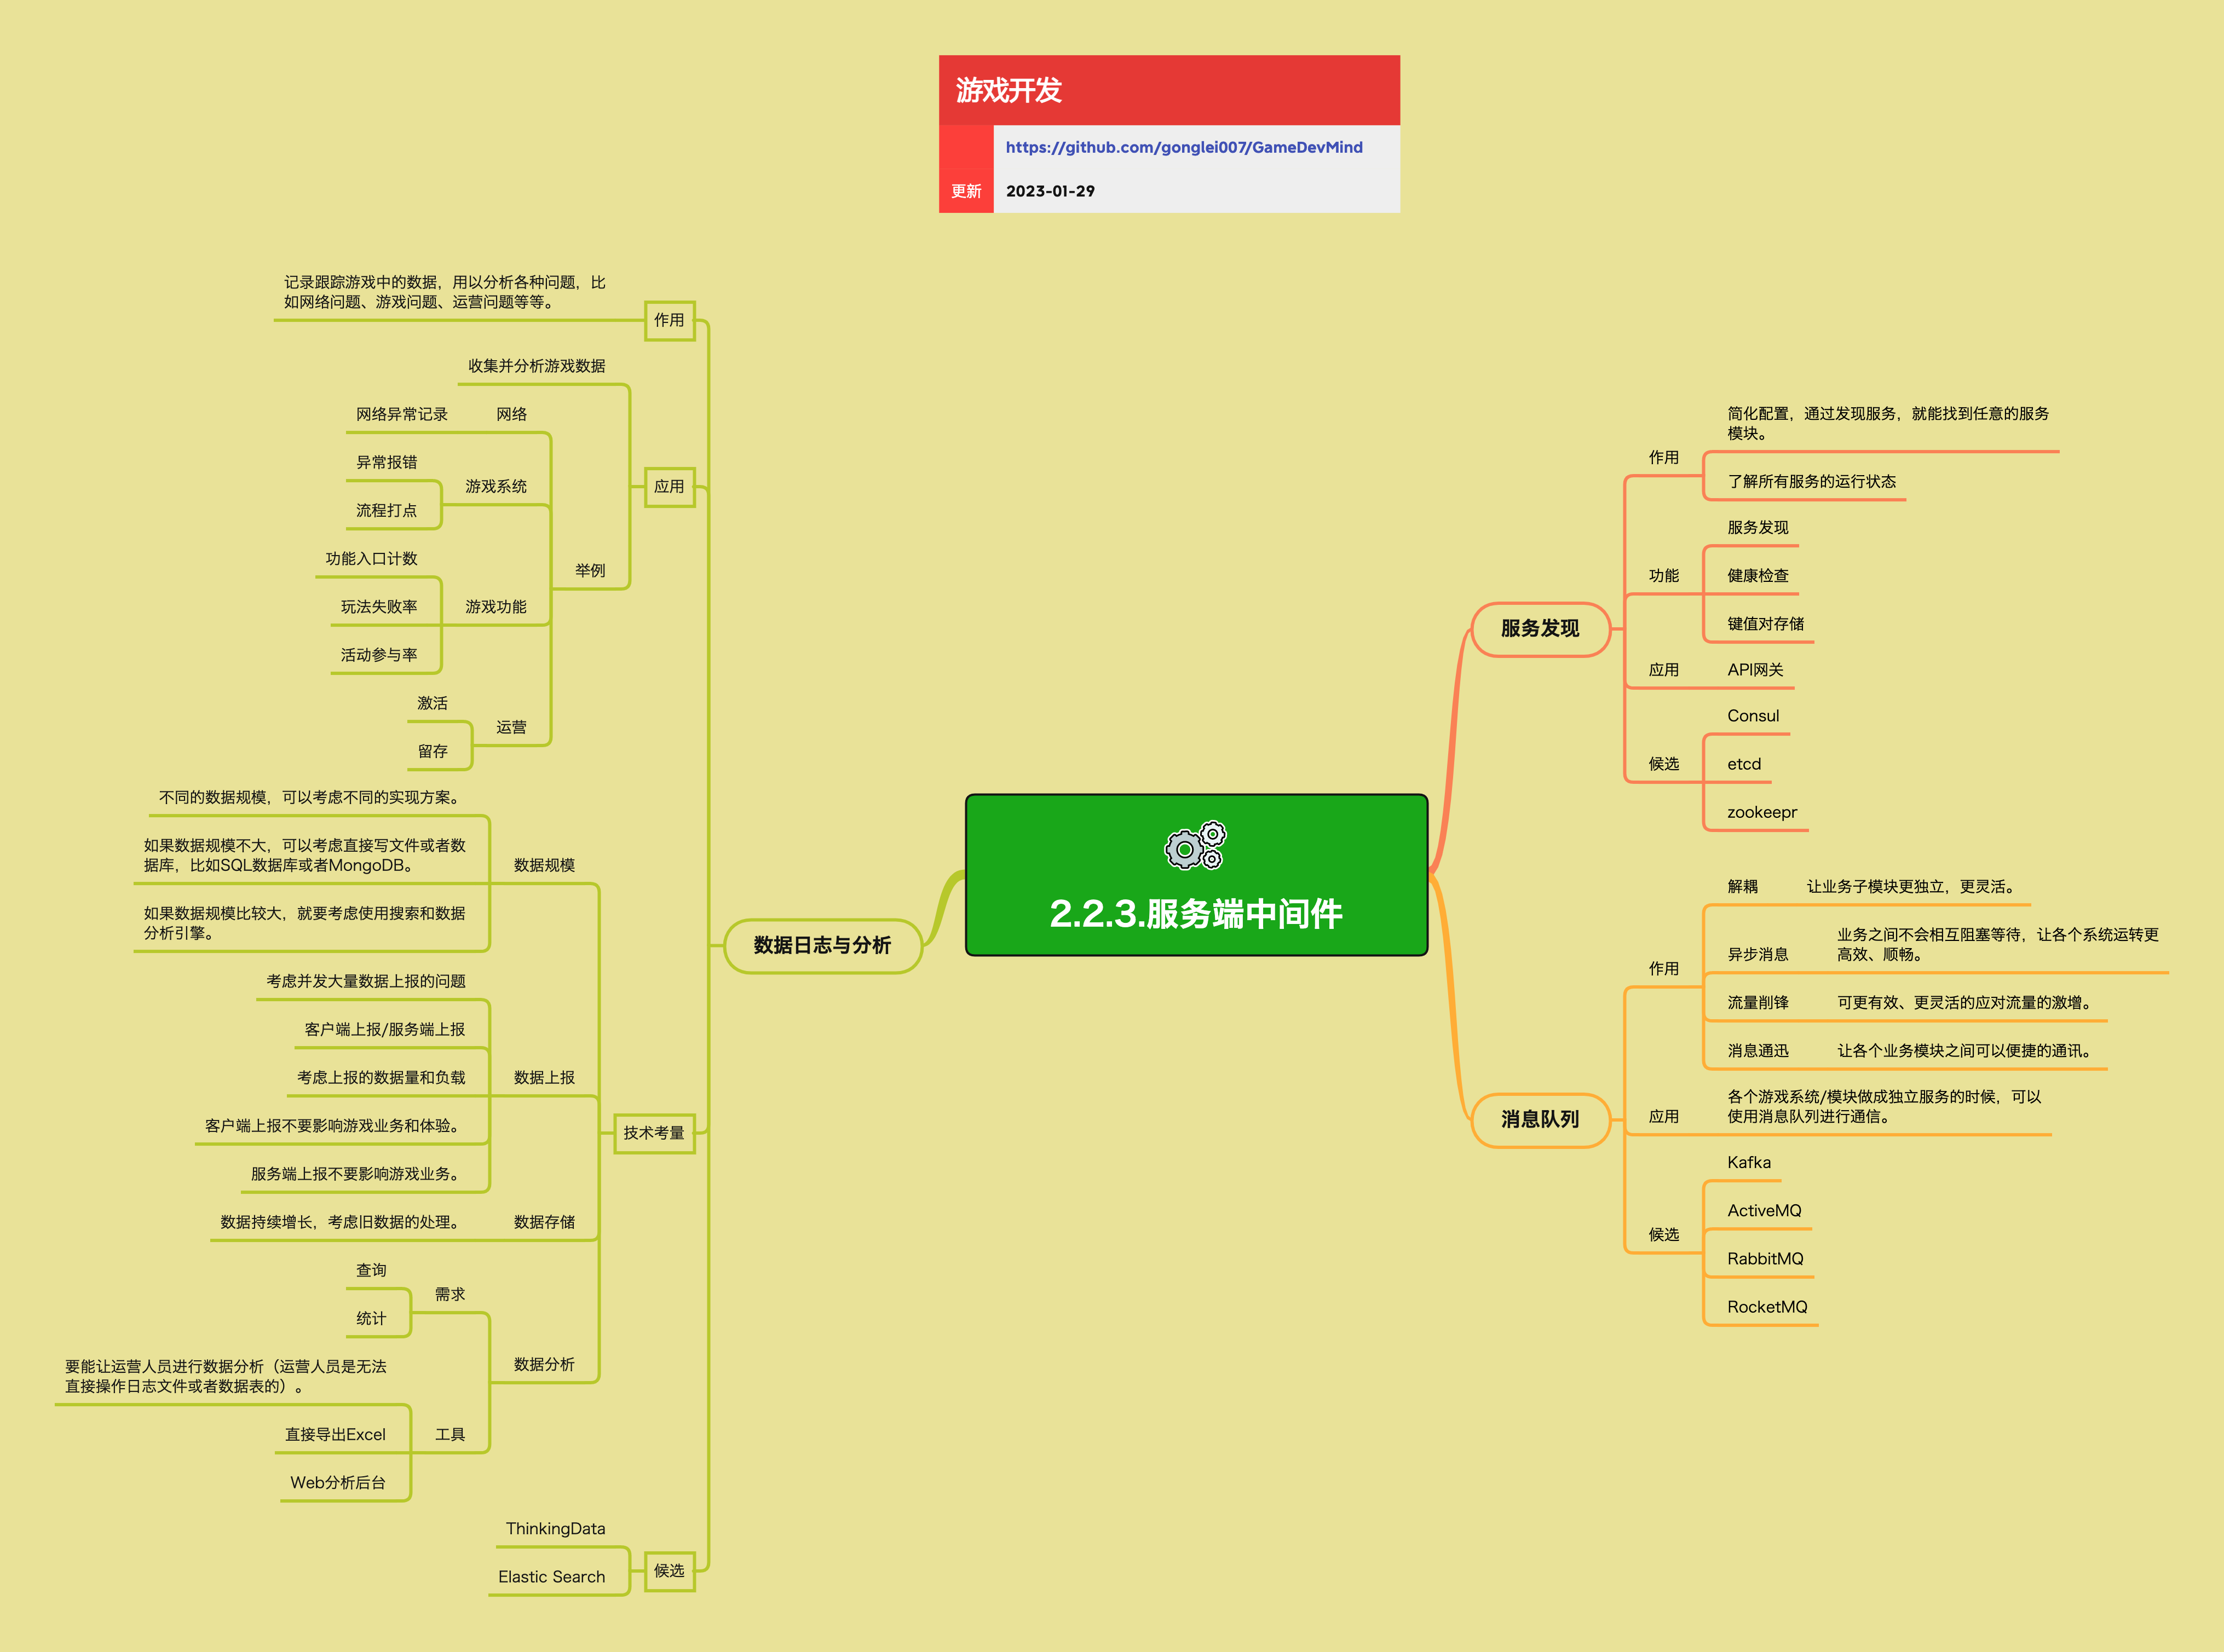 游戏开发
https://github.com/gonglei007/GameDevMind
更新
2023-01-29
2.2.3.服务端中间件
服务发现
作用
简化配置，通过发现服务，就能找到任意的服务
模块。
了解所有服务的运行状态
功能
服务发现
健康检查
键值对存储
应用
API网关
候选
Consul
etcd
zookeepr
消息队列
作用
解耦
让业务子模块更独立，更灵活。
异步消息
业务之间不会相互阻塞等待，让各个系统运转更
高效、顺畅。
流量削锋
可更有效、更灵活的应对流量的激增。
消息通迅
让各个业务模块之间可以便捷的通讯。
应用
各个游戏系统/模块做成独立服务的时候，可以
使用消息队列进行通信。
候选
Kafka
ActiveMQ
RabbitMQ
RocketMQ
数据日志与分析
作用
记录跟踪游戏中的数据，用以分析各种问题，比
如网络问题、游戏问题、运营问题等等。
应用
收集并分析游戏数据
举例
网络
网络异常记录
游戏系统
异常报错
流程打点
游戏功能
功能入口计数
玩法失败率
活动参与率
运营
激活
留存
技术考量
数据规模
不同的数据规模，可以考虑不同的实现方案。
如果数据规模不大，可以考虑直接写文件或者数
据库，比如SQL数据库或者MongoDB。
如果数据规模比较大，就要考虑使用搜索和数据
分析引擎。
数据上报
考虑并发大量数据上报的问题
客户端上报/服务端上报
考虑上报的数据量和负载
客户端上报不要影响游戏业务和体验。
服务端上报不要影响游戏业务。
数据存储
数据持续增长，考虑旧数据的处理。
数据分析
需求
查询
统计
工具
要能让运营人员进行数据分析（运营人员是无法
直接操作日志文件或者数据表的）。
直接导出Excel
Web分析后台
候选
ThinkingData
Elastic Search